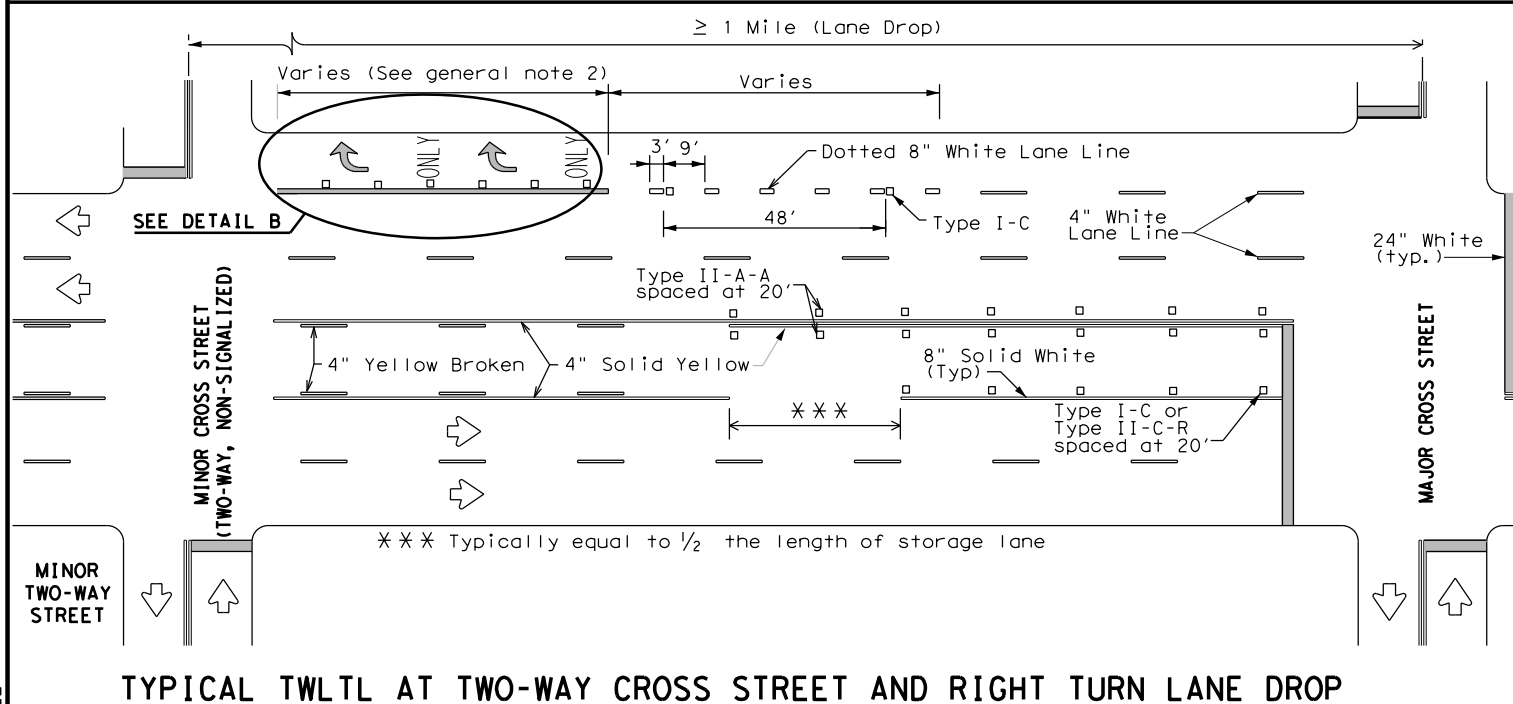 ≥ 1 Mile (Lane Drop)
Varies (See general note 2)
Varies
ONLY
ONLY
3' 9'
Dotted 8" White Lane Line
SEE DETAIL B
48'
Type I-C
4" White
Lane Line
24" White
(typ.)
Type II-A-A
spaced at 20'
MINOR CROSS STREET
(TWO-WAY, NON-SIGNALIZED)
4" Yellow Broken
4" Solid Yellow
8" Solid White
(Typ)
***
Type I-C or
Type II-C-R
spaced at 20'
MAJOR CROSS STREET
*** Typically equal to ½ the length of storage lane
MINOR
TWO-WAY
STREET
TYPICAL TWLTL AT TWO-WAY CROSS STREET AND RIGHT TURN LANE DROP